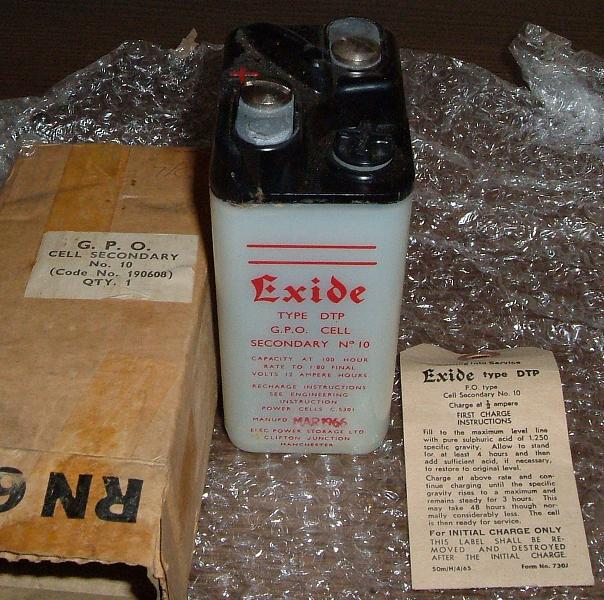 G. P. O.
CELL SECONDARY
No. 10
(Code No. 190608)
QTY. 1
RN 6
+
Exide
TYPE DTP
G.P.O. CELL
SECONDARY Nº 10
CAPACITY AT 100 HOUR
RATE TO 1·80 FINAL
VOLTS 12 AMPERE HOURS
RECHARGE INSTRUCTIONS
SEE ENGINEERING
INSTRUCTION
POWER CELLS C.5301
MANUFD. MAR 1966
ELEC POWER STORAGE LTD
CLIFTON JUNCTION
MANCHESTER
into Service
Exide type DTP
P.O. type
Cell Secondary No. 10
Charge at ½ ampere
FIRST CHARGE
INSTRUCTIONS
Fill to the maximum level line
with pure sulphuric acid of 1.250
specific gravity. Allow to stand
for at least 4 hours and then
add sufficient acid, if necessary,
to restore to original level.
Charge at above rate and con-
tinue charging until the specific
gravity rises to a maximum and
remains steady for 3 hours. This
may take 48 hours though nor-
mally considerably less. The cell
is then ready for service.
For INITIAL CHARGE ONLY
THIS LABEL SHALL BE RE-
MOVED AND DESTROYED
AFTER THE INITIAL CHARGE.
50m/H/4/65 Form No. 730J